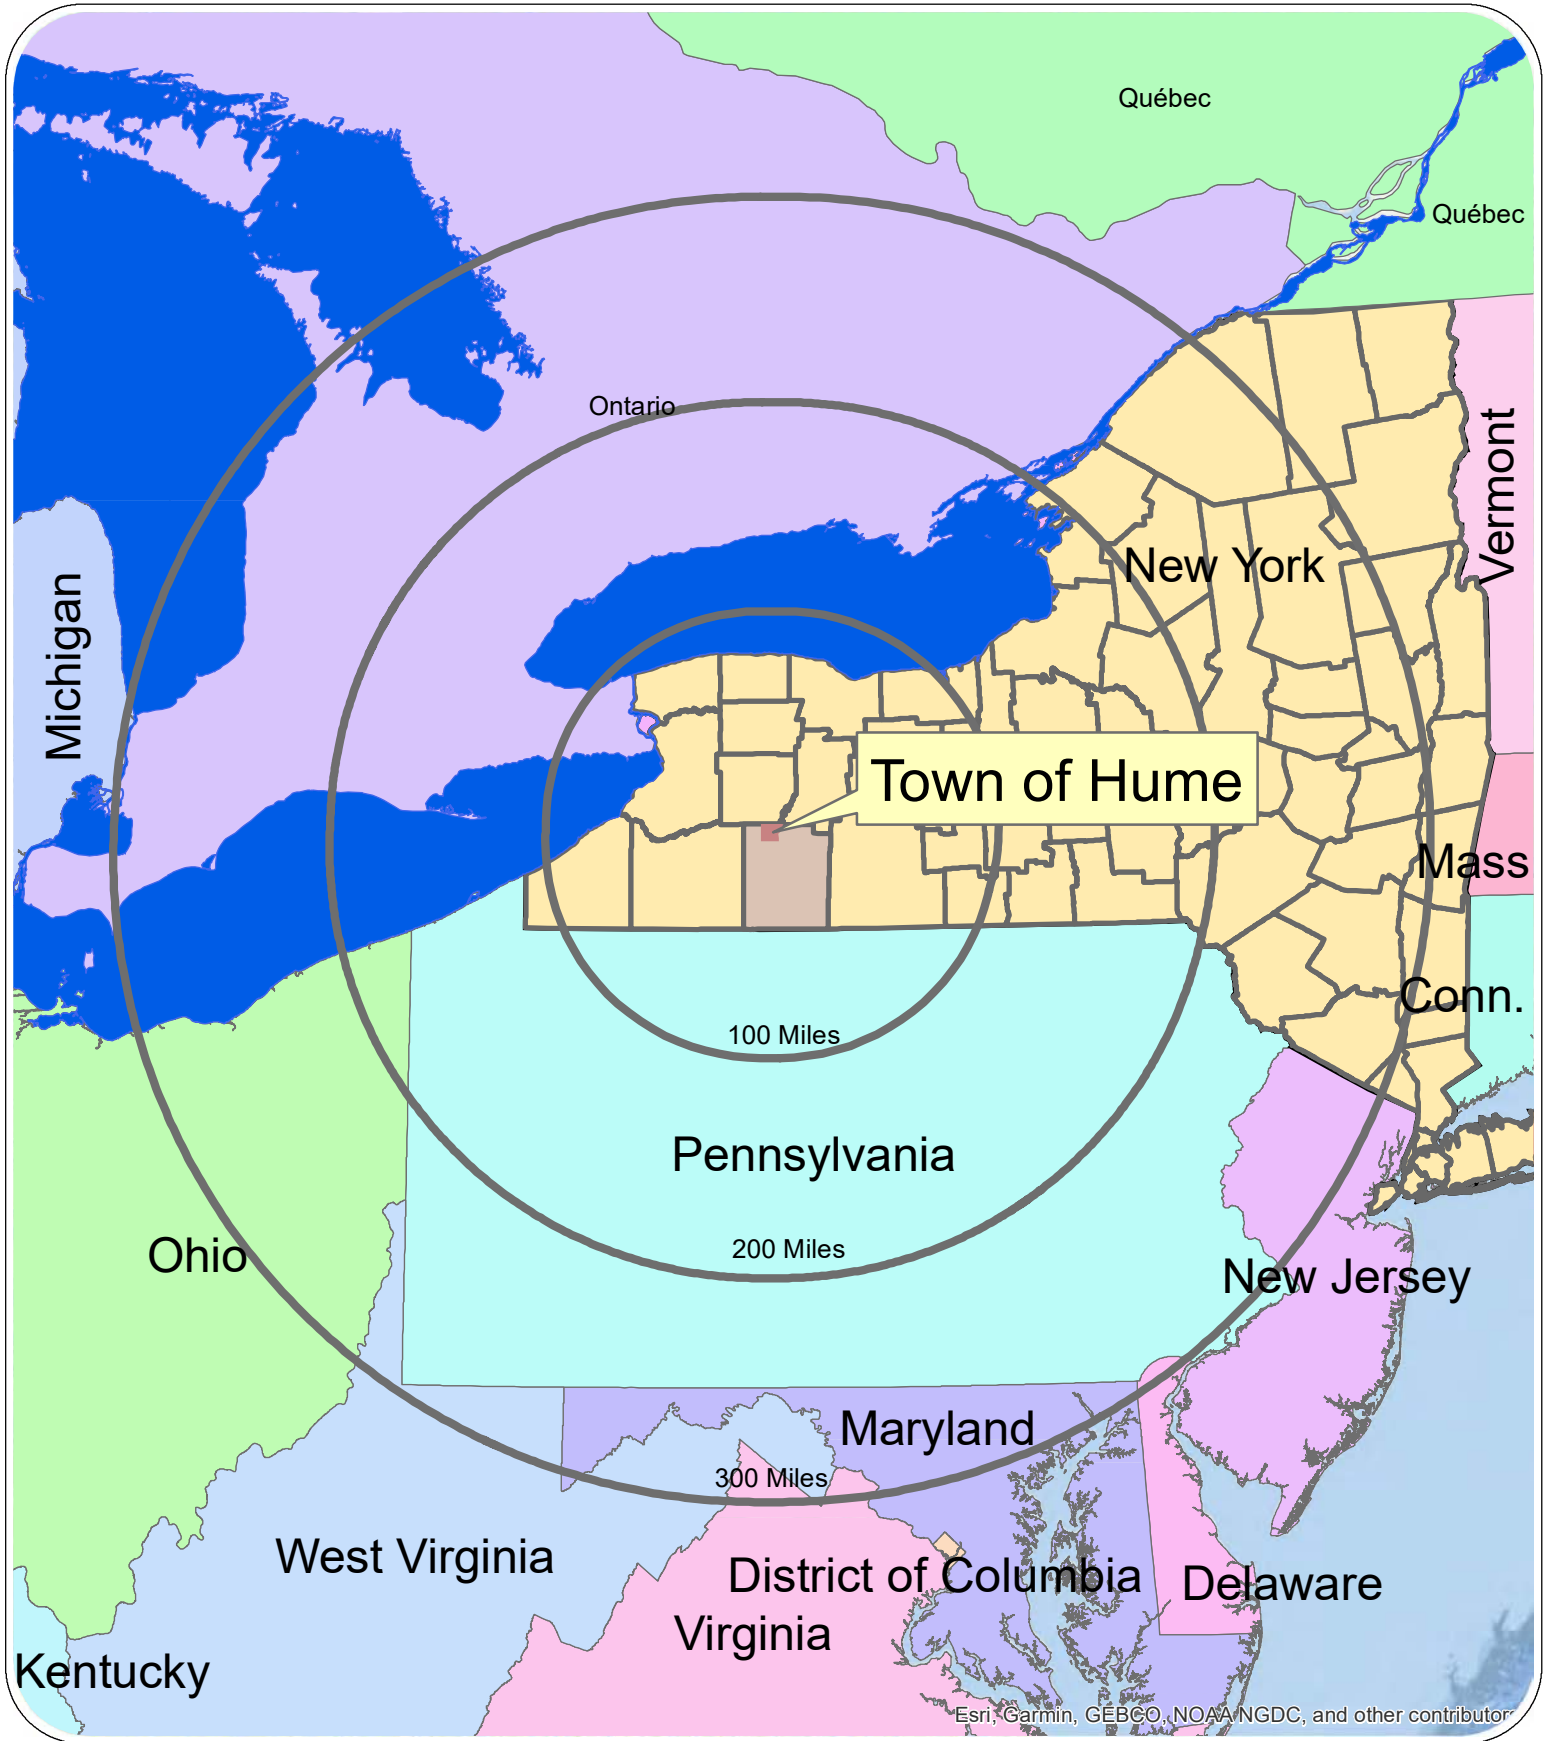 Québec
Québec
Ontario
Vermont
New York
Michigan
Town of Hume
Mass
Conn.
100 Miles
Pennsylvania
200 Miles
Ohio
New Jersey
Maryland
300 Miles
West Virginia
District of Columbia
Delaware
Virginia
Kentucky
Esri, Garmin, GEBCO, NOAA NGDC, and other contributors